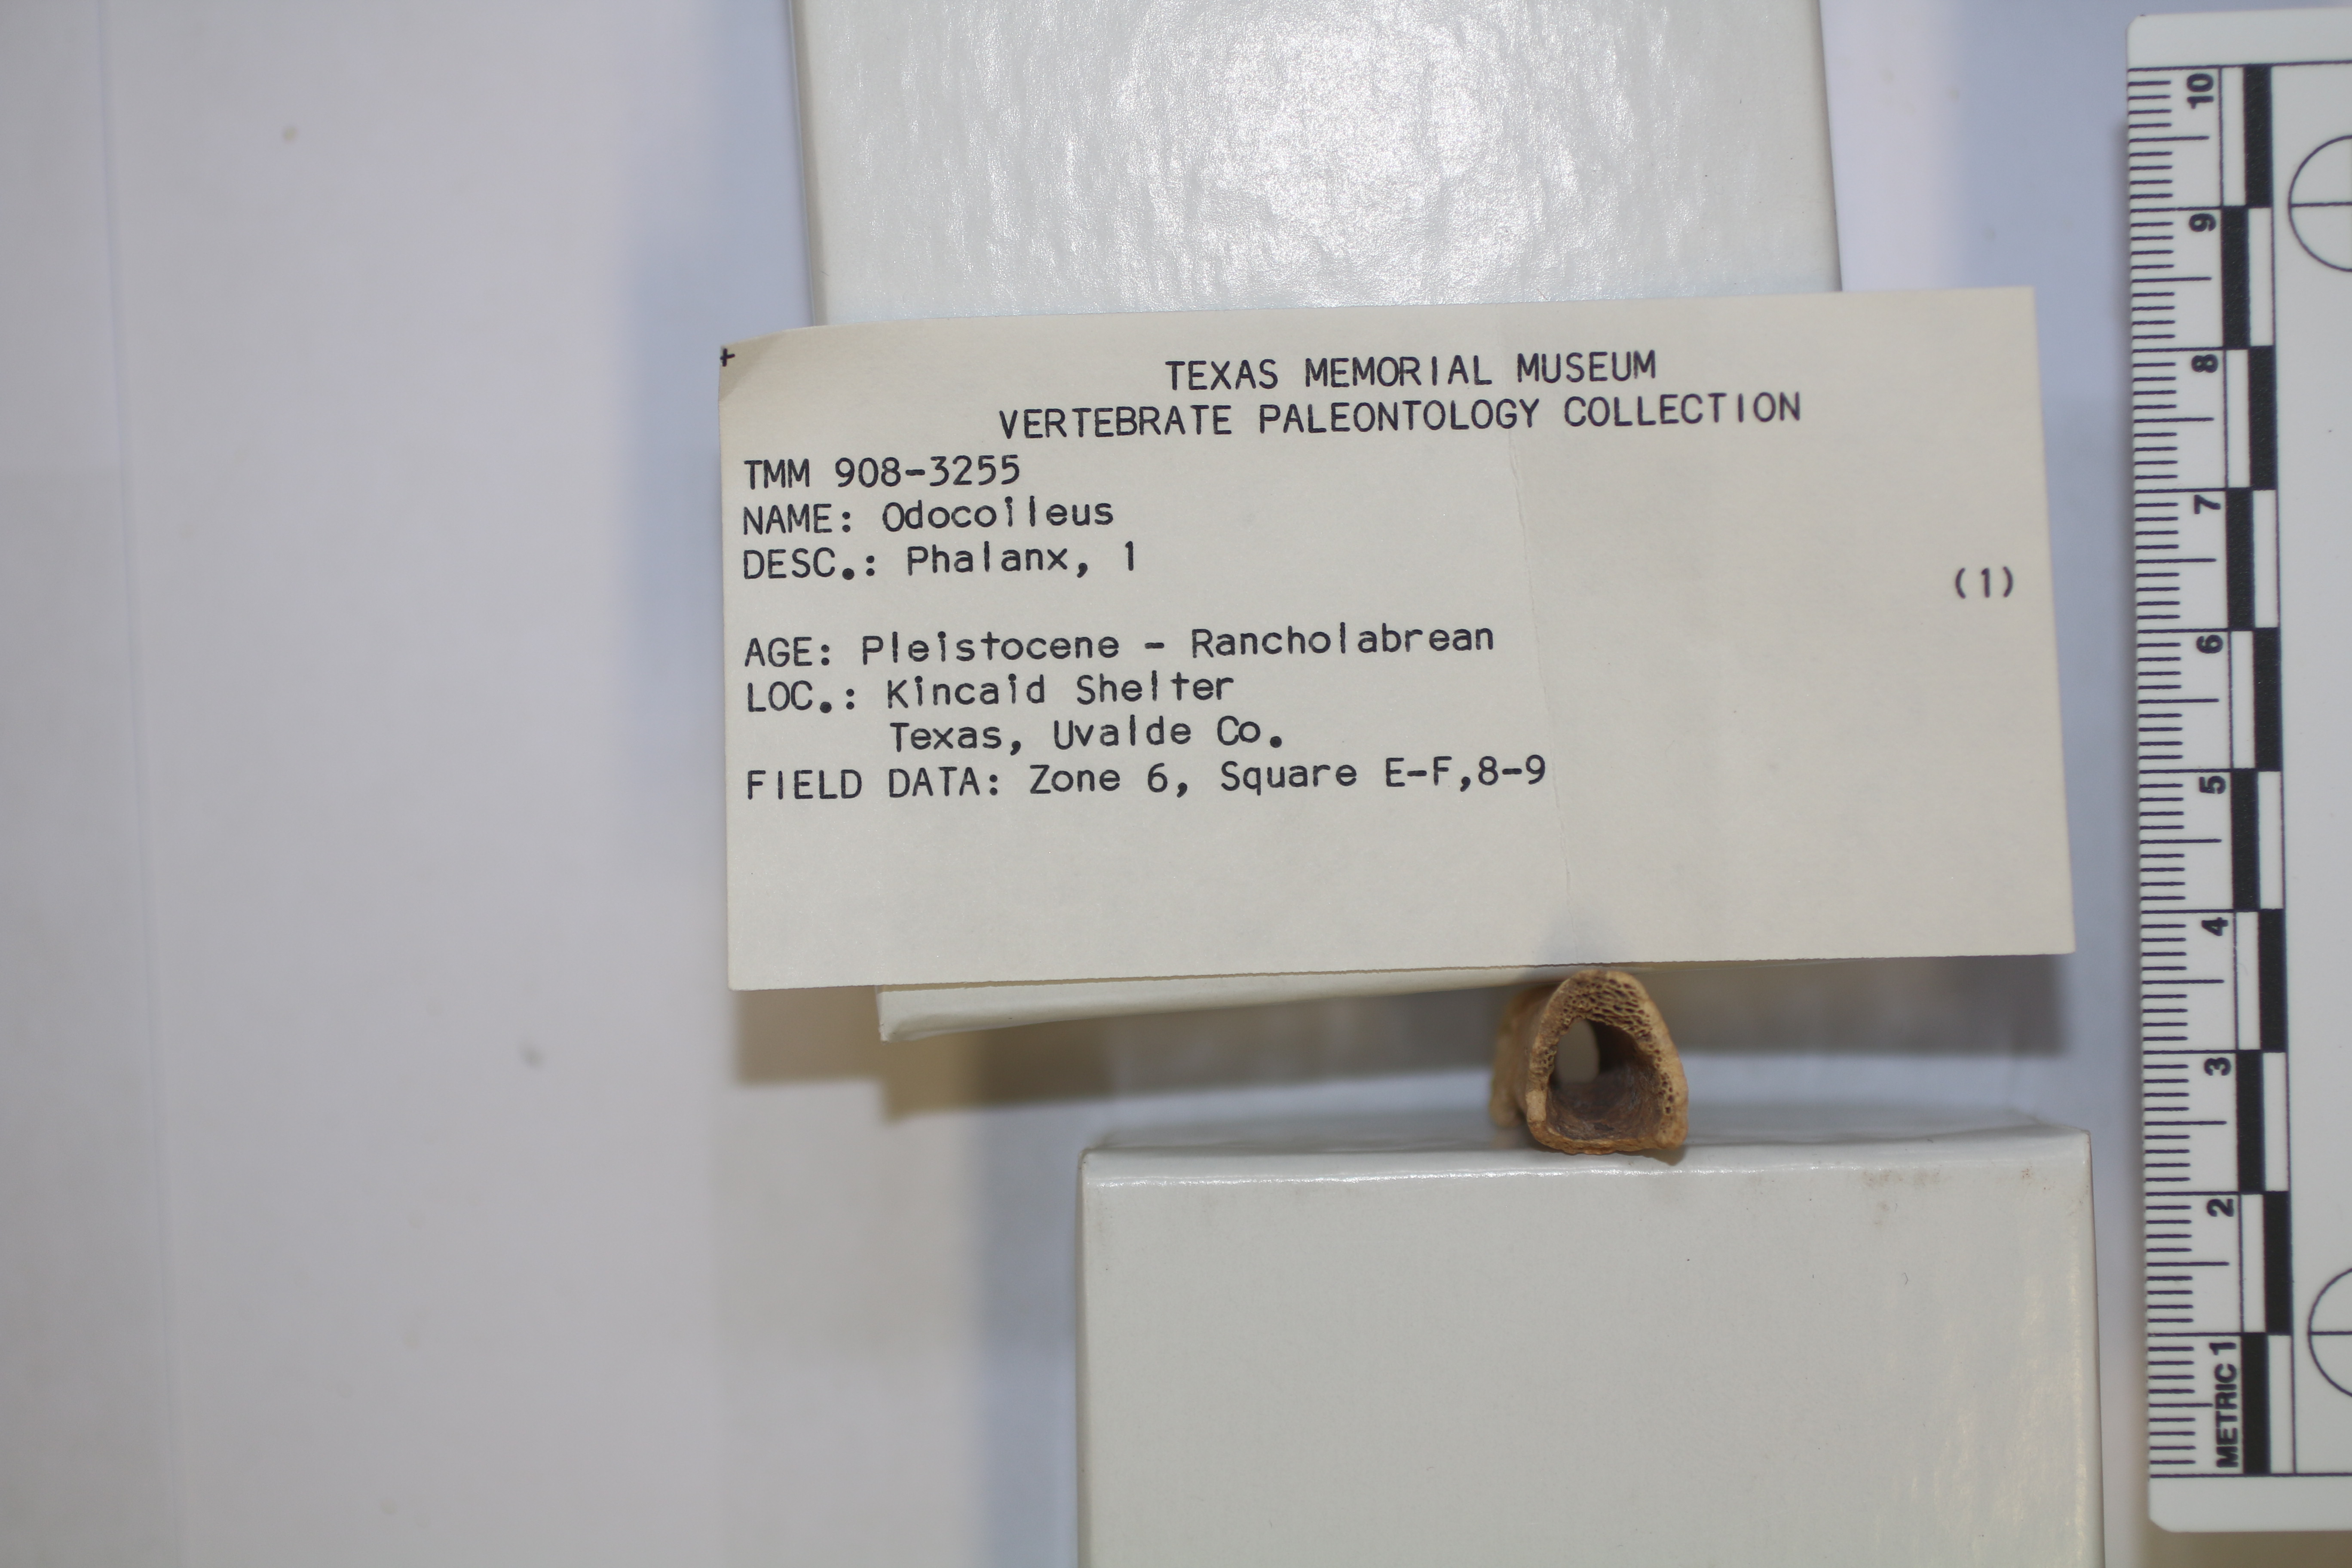 +
TEXAS MEMORIAL MUSEUM
VERTEBRATE PALEONTOLOGY COLLECTION
TMM 908-3255
NAME: Odocoileus
DESC.: Phalanx, 1
(1)
AGE: Pleistocene - Rancholabrean
LOC.: Kincaid Shelter
Texas, Uvalde Co.
FIELD DATA: Zone 6, Square E-F,8-9
METRIC 1 2 3 4 5 6 7 8 9 10